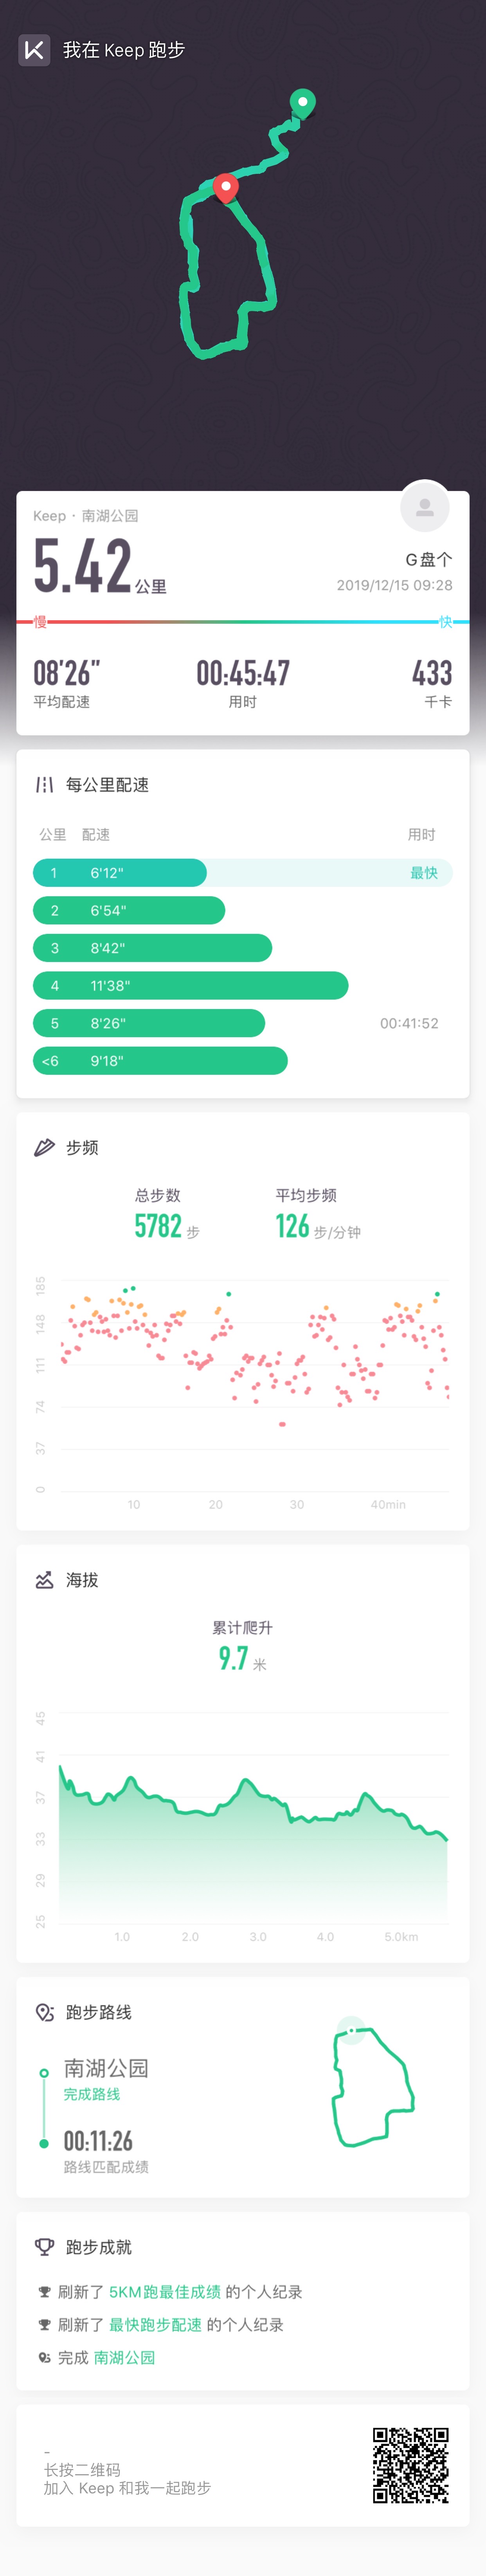 我在 Keep 跑步
Keep · 南湖公园
5.42公里
G盘个
2019/12/15 09:28
慢 快
08'26" 00:45:47 433
平均配速 用时 千卡
每公里配速
公里 配速 用时
1 6'12" 最快
2 6'54"
3 8'42"
4 11'38"
5 8'26" 00:41:52
<6 9'18"
步频
总步数 平均步频
5782 步 126 步/分钟
185
148
111
74
37
0
10 20 30 40min
海拔
累计爬升
9.7 米
45
41
37
33
29
25
1.0 2.0 3.0 4.0 5.0km
跑步路线
南湖公园
完成路线
00:11:26
路线匹配成绩
跑步成就
刷新了 5KM跑最佳成绩 的个人纪录
刷新了 最快跑步配速 的个人纪录
完成 南湖公园
-
长按二维码
加入 Keep 和我一起跑步